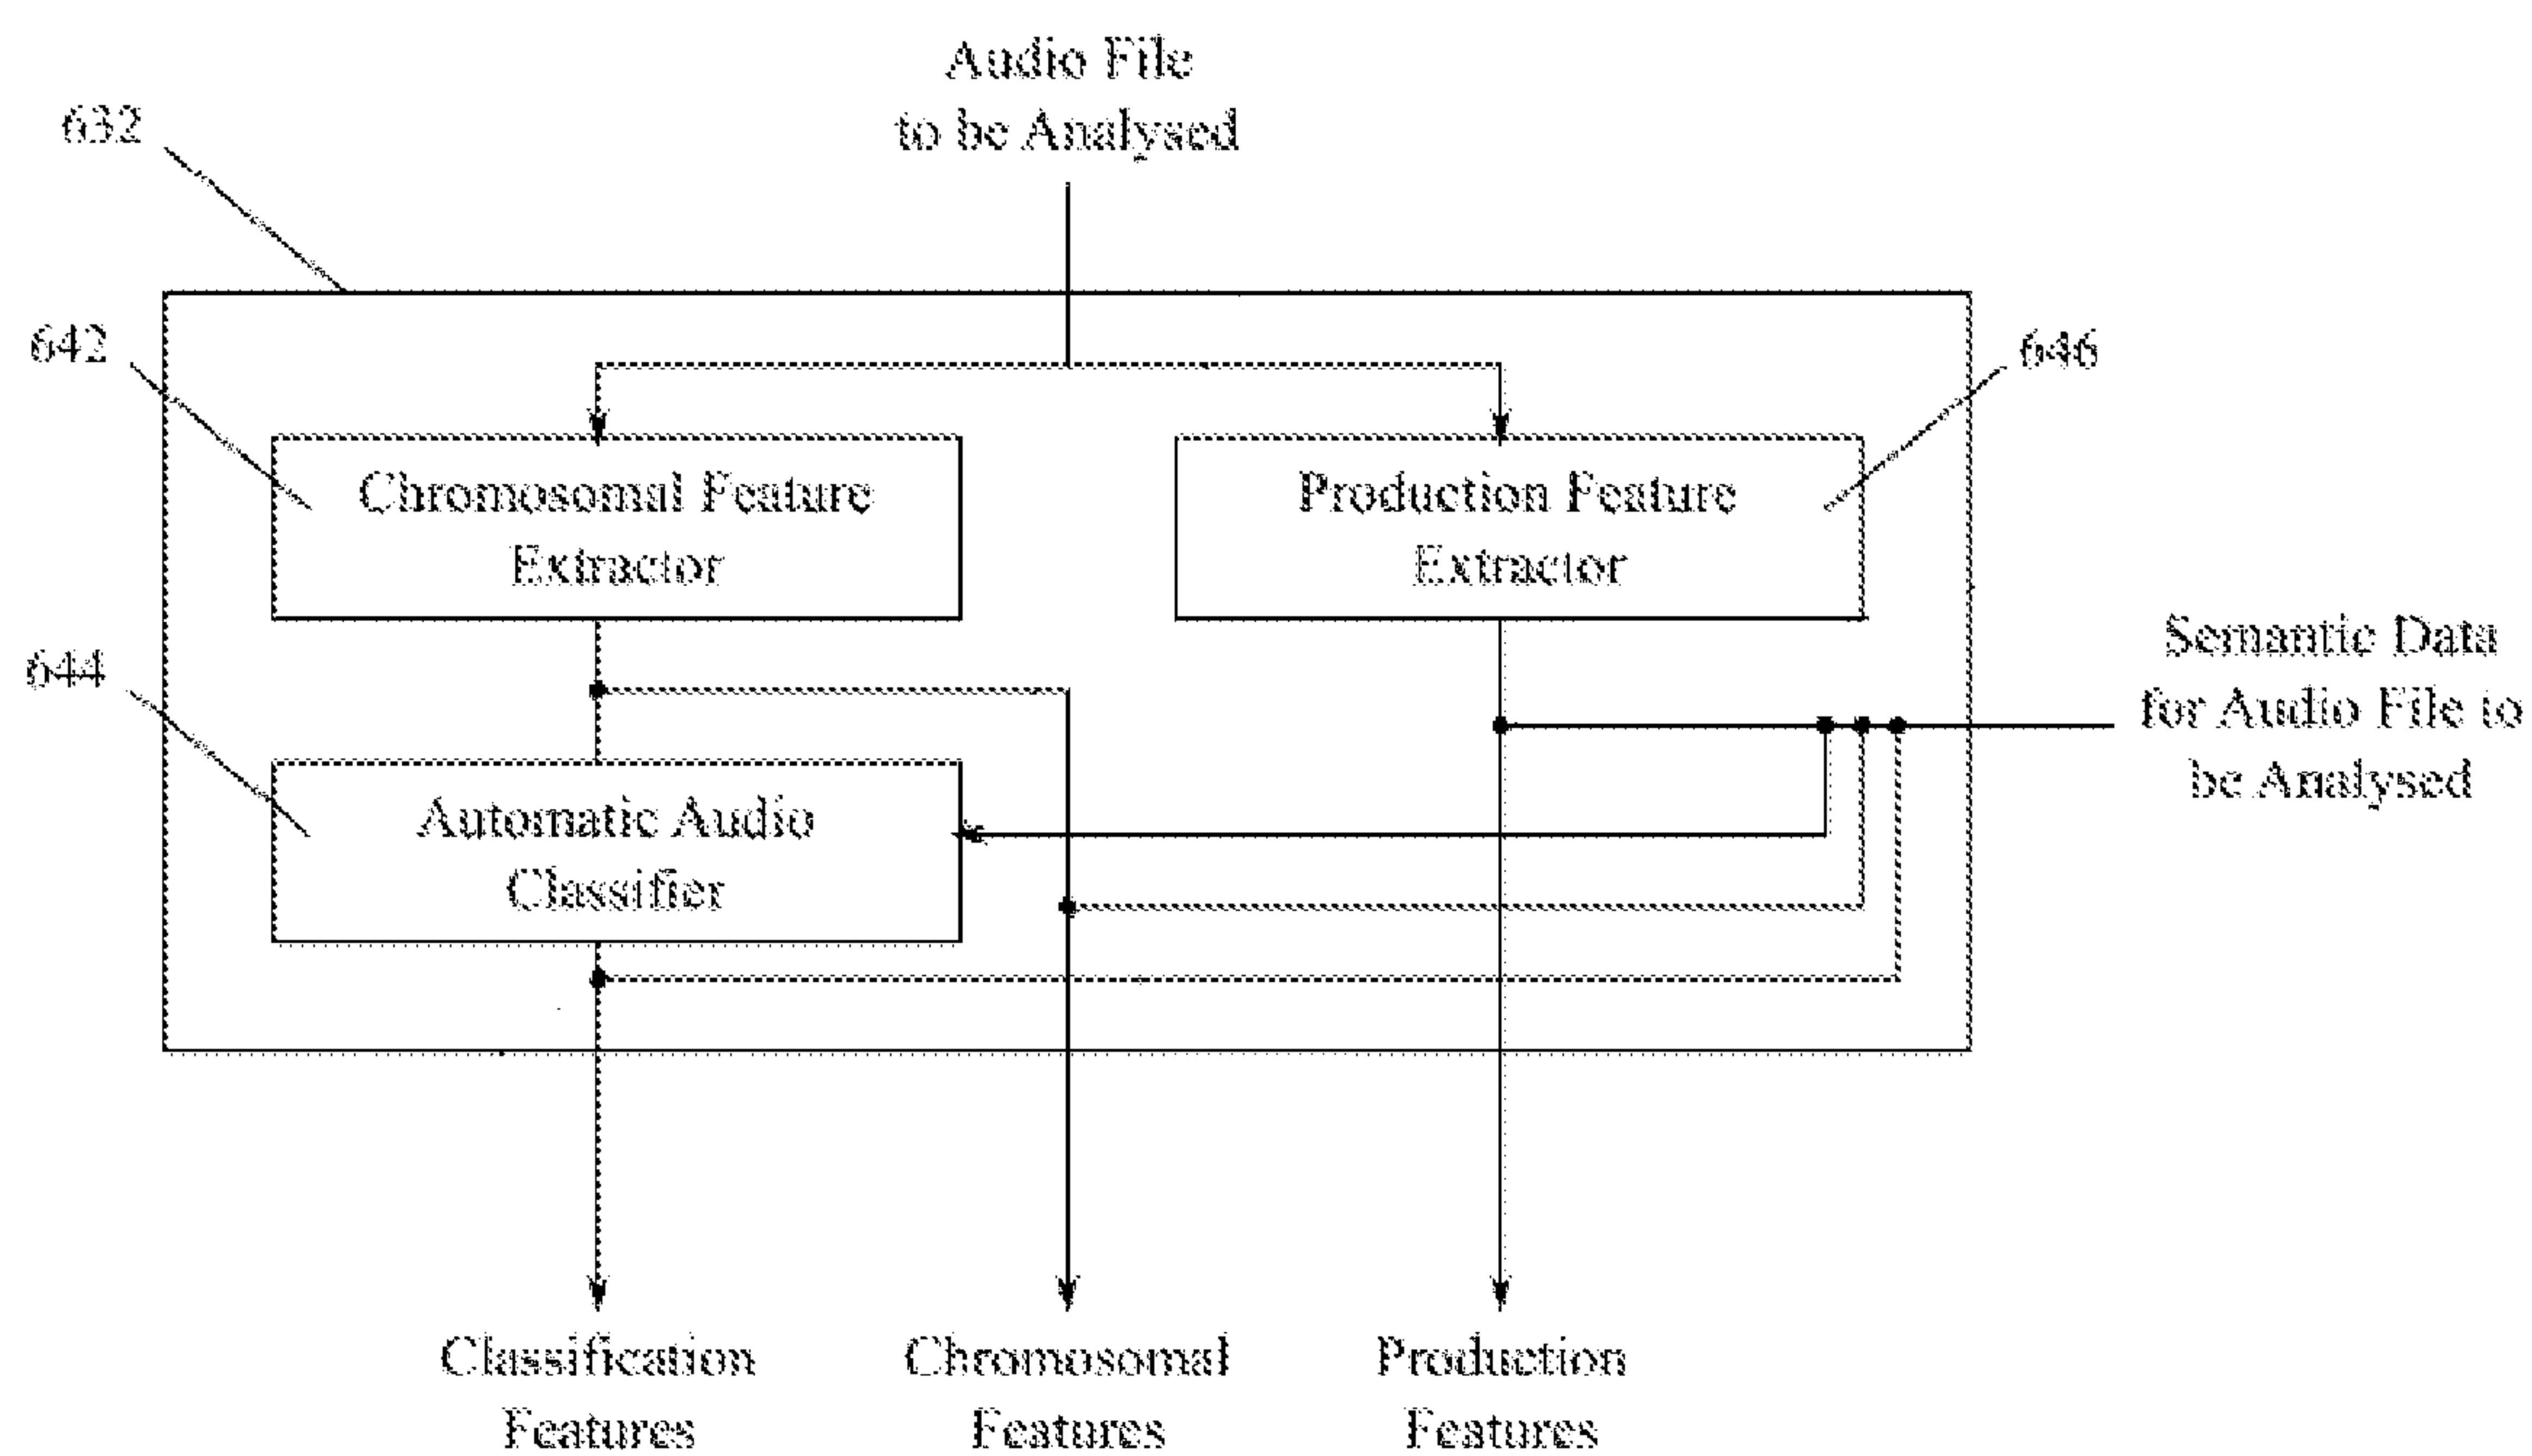 Audio File
to be Analysed
632
642
646
Chromosomal Feature
Extractor
Production Feature
Extractor
644
Semantic Data
for Audio File to
be Analysed
Automatic Audio
Classifier
Classification
Features
Chromosomal
Features
Production
Features